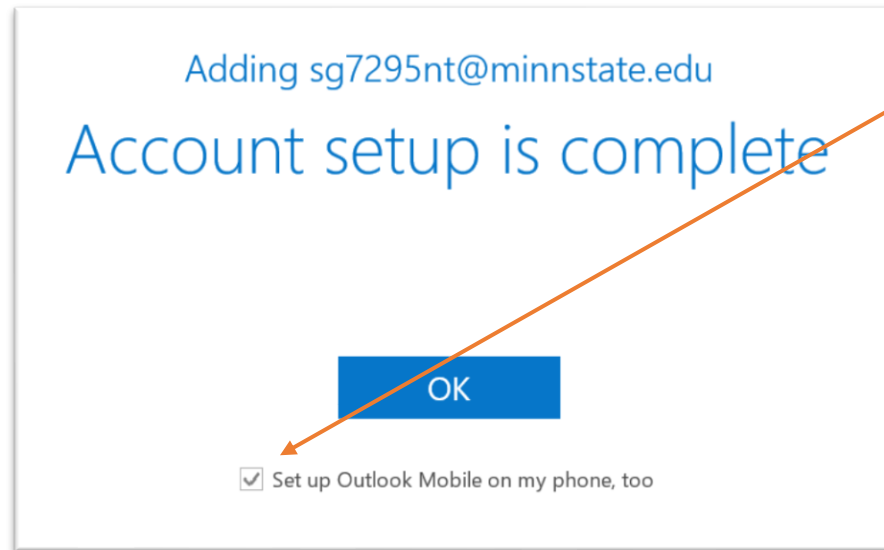 Adding sg7295nt@minnstate.edu
Account setup is complete
OK
Set up Outlook Mobile on my phone, too